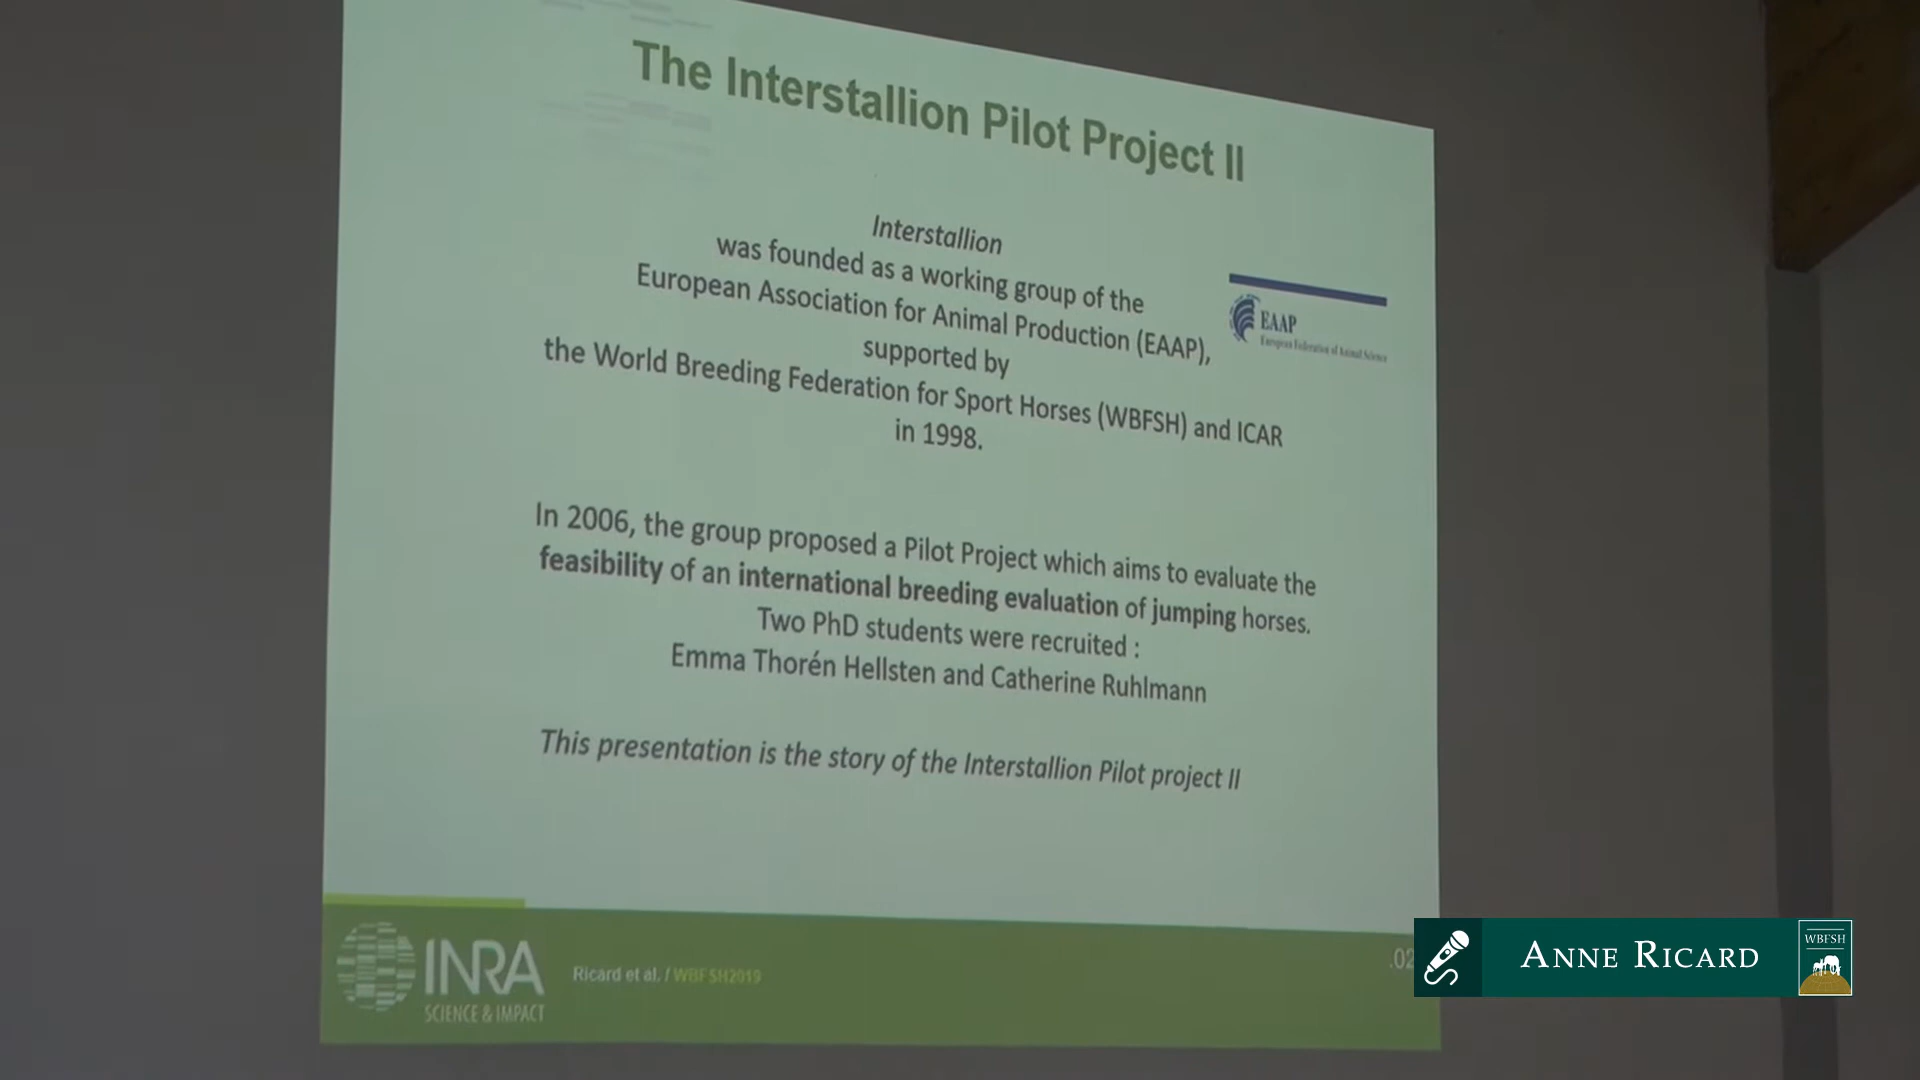 The Interstallion Pilot Project II
Interstallion
was founded as a working group of the
European Association for Animal Production (EAAP),
supported by
the World Breeding Federation for Sport Horses (WBFSH) and ICAR
in 1998.
EAAP
European Federation of Animal Science
In 2006, the group proposed a Pilot Project which aims to evaluate the
feasibility of an international breeding evaluation of jumping horses.
Two PhD students were recruited :
Emma Thorén Hellsten and Catherine Ruhlmann
This presentation is the story of the Interstallion Pilot project II
INRA
SCIENCE & IMPACT
Ricard et al. / WBFSH2019
.02
ANNE RICARD
WBFSH